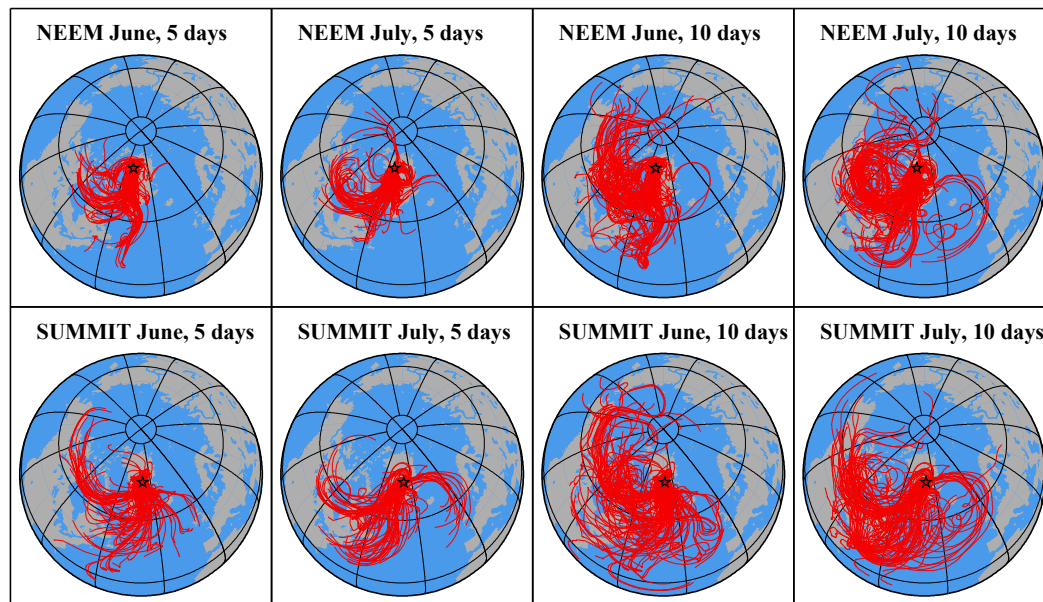 NEEM June, 5 days
NEEM July, 5 days
NEEM June, 10 days
NEEM July, 10 days
SUMMIT June, 5 days
SUMMIT July, 5 days
SUMMIT June, 10 days
SUMMIT July, 10 days